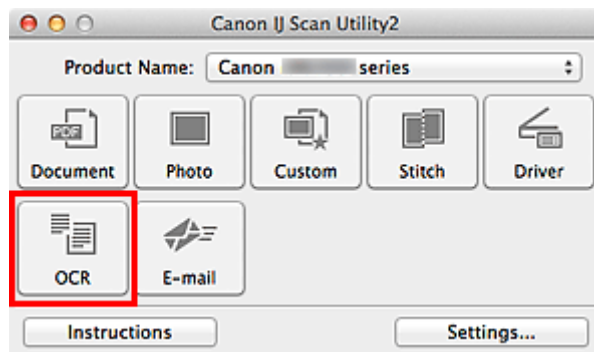 Canon IJ Scan Utility2
Product Name: Canon series
PDF
Document Photo Custom Stitch Driver
OCR E-mail
Instructions Settings...